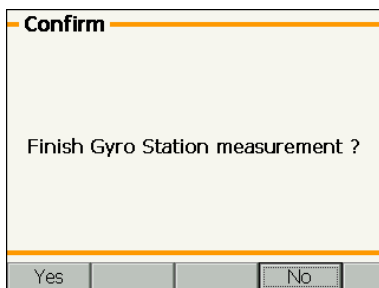 Confirm
Finish Gyro Station measurement ?
Yes No